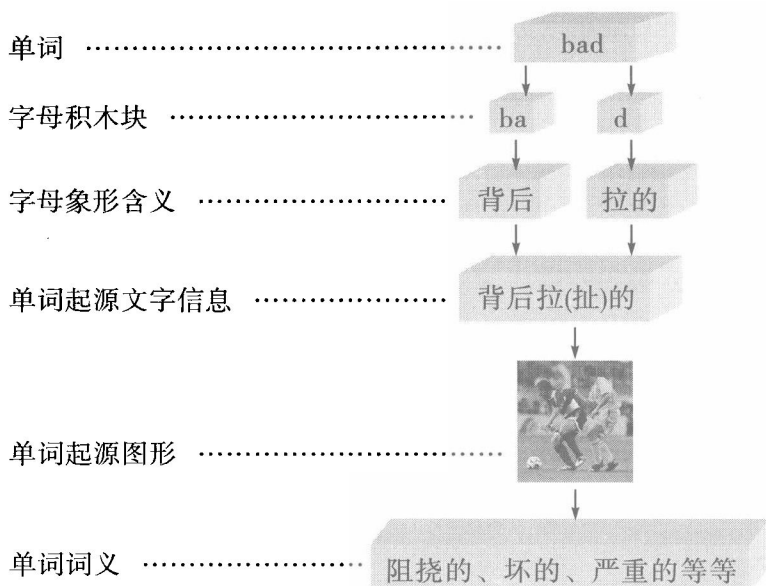 单词 bad
字母积木块 ba d
字母象形含义 背后 拉的
单词起源文字信息 背后拉(扯)的
单词起源图形
单词词义 阻挠的、坏的、严重的等等